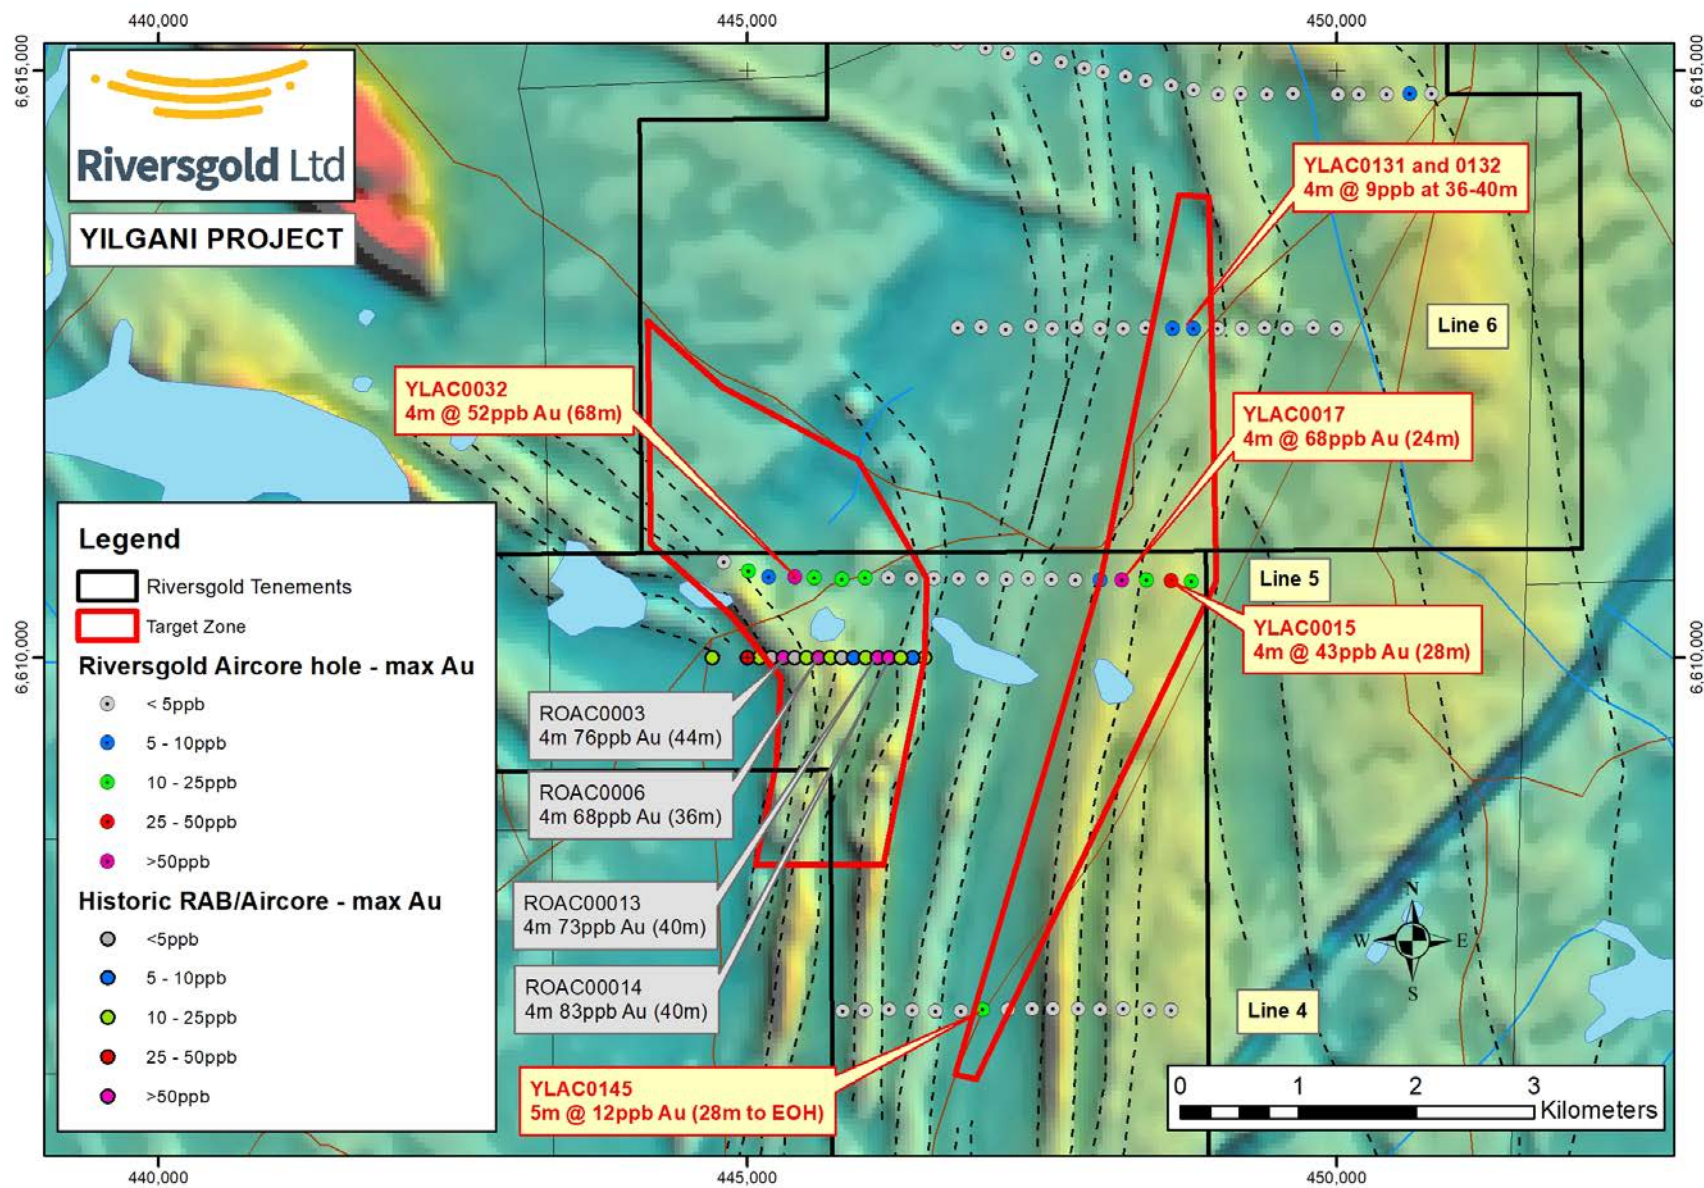 440,000
445,000
450,000
6,615,000
6,615,000
Riversgold Ltd
YILGANI PROJECT
YLAC0131 and 0132
4m @ 9ppb at 36-40m
Line 6
YLAC0032
4m @ 52ppb Au (68m)
YLAC0017
4m @ 68ppb Au (24m)
Line 5
YLAC0015
4m @ 43ppb Au (28m)
6,610,000
6,610,000
Legend
Riversgold Tenements
Target Zone
Riversgold Aircore hole - max Au
< 5ppb
5 - 10ppb
10 - 25ppb
25 - 50ppb
>50ppb
Historic RAB/Aircore - max Au
<5ppb
5 - 10ppb
10 - 25ppb
25 - 50ppb
>50ppb
ROAC0003
4m 76ppb Au (44m)
ROAC0006
4m 68ppb Au (36m)
ROAC00013
4m 73ppb Au (40m)
ROAC00014
4m 83ppb Au (40m)
N
W
E
S
Line 4
YLAC0145
5m @ 12ppb Au (28m to EOH)
0
1
2
3
Kilometers
440,000
445,000
450,000